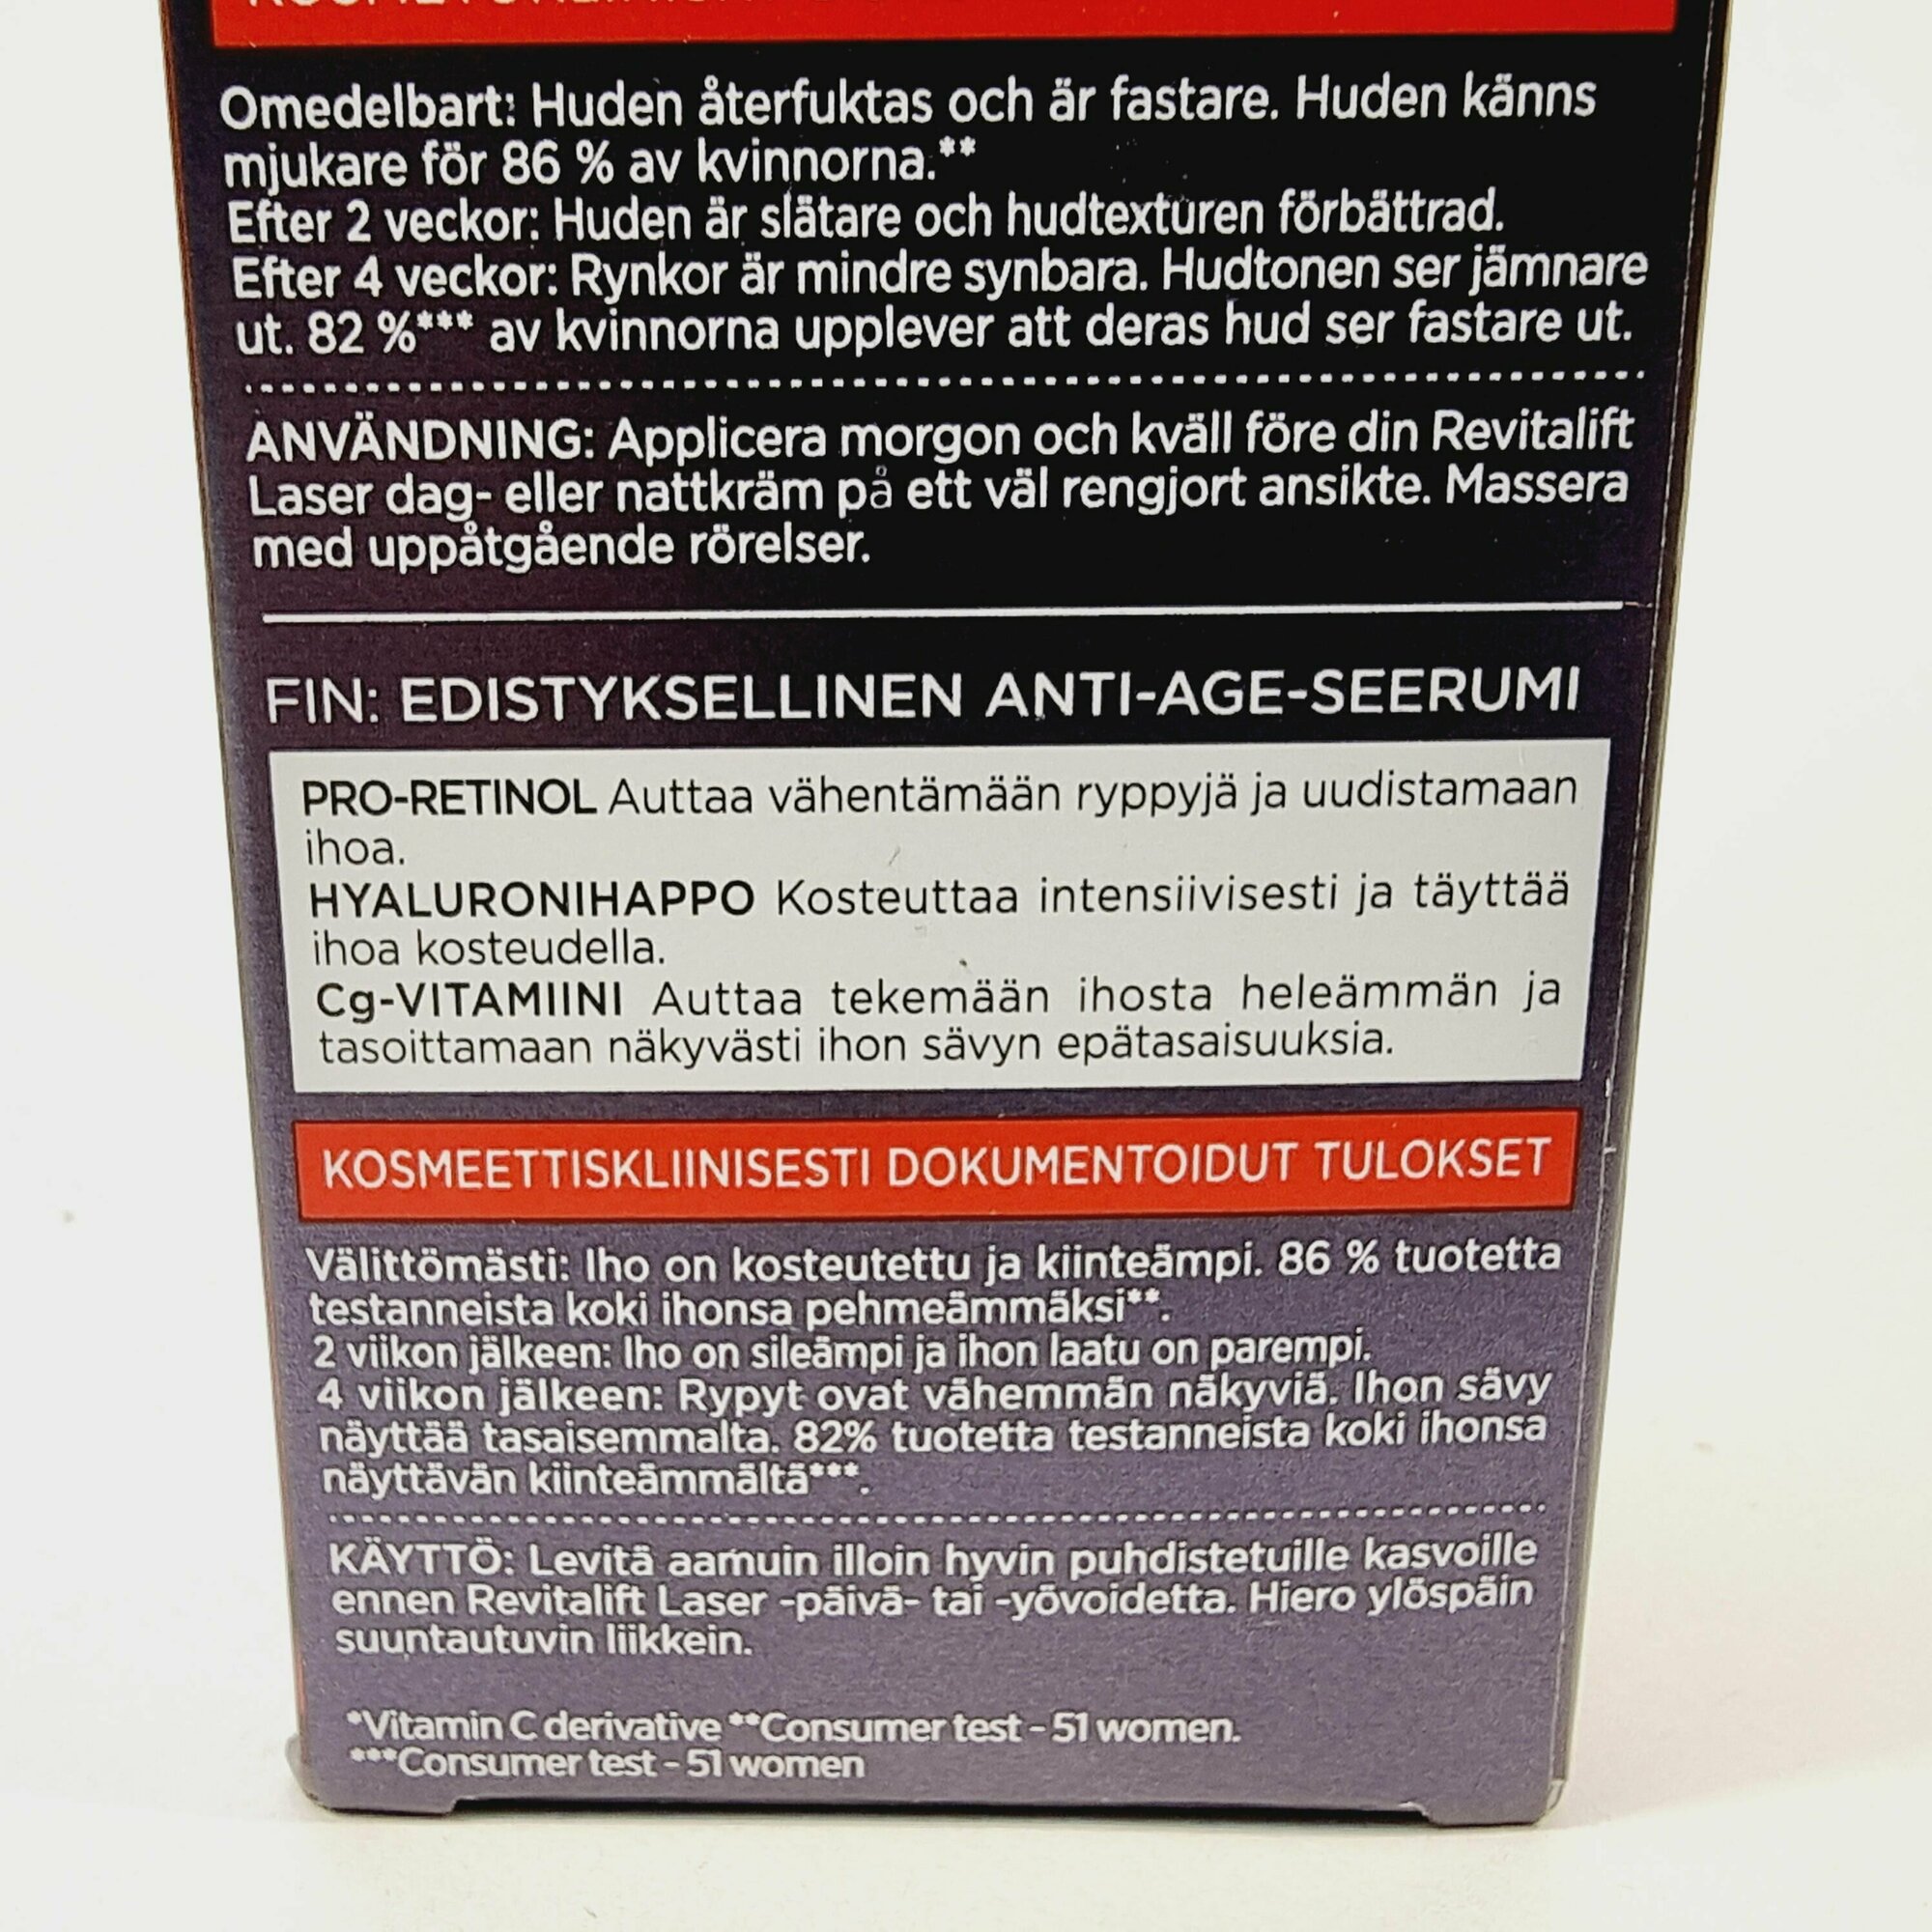 Omedelbart: Huden återfuktas och är fastare. Huden känns
mjukare för 86 % av kvinnorna.**
Efter 2 veckor: Huden är slätare och hudtexturen förbättrad.
Efter 4 veckor: Rynkor är mindre synbara. Hudtonen ser jämnare
ut. 82 %*** av kvinnorna upplever att deras hud ser fastare ut.
ANVÄNDNING: Applicera morgon och kväll före din Revitalift
Laser dag- eller nattkräm på ett väl rengjort ansikte. Massera
med uppåtgående rörelser.
FIN: EDISTYKSELLINEN ANTI-AGE-SEERUMI
PRO-RETINOL Auttaa vähentämään ryppyjä ja uudistamaan
ihoa.
HYALURONIHAPPO Kosteuttaa intensiivisesti ja täyttää
ihoa kosteudella.
Cg-VITAMIINI Auttaa tekemään ihosta heleämmän ja
tasoittamaan näkyvästi ihon sävyn epätasaisuuksia.
KOSMEETTISKLIINISESTI DOKUMENTOIDUT TULOKSET
Välittömästi: Iho on kosteutettu ja kiinteämpi. 86 % tuotetta
testanneista koki ihonsa pehmeämmäksi**.
2 viikon jälkeen: Iho on sileämpi ja ihon laatu on parempi.
4 viikon jälkeen: Rypyt ovat vähemmän näkyviä. Ihon sävy
näyttää tasaisemmalta. 82% tuotetta testanneista koki ihonsa
näyttävän kiinteämmältä***.
KÄYTTÖ: Levitä aamuin illoin hyvin puhdistetuille kasvoille
ennen Revitalift Laser -päivä- tai -yövoidetta. Hiero ylöspäin
suuntautuvin liikkein.
*Vitamin C derivative **Consumer test - 51 women.
***Consumer test - 51 women